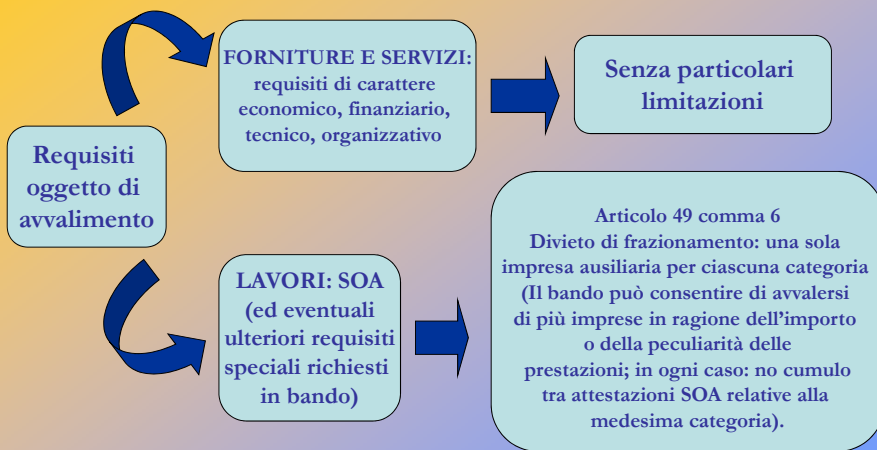 Requisiti
oggetto di
avvalimento
FORNITURE E SERVIZI:
requisiti di carattere
economico, finanziario,
tecnico, organizzativo
Senza particolari
limitazioni
LAVORI: SOA
(ed eventuali
ulteriori requisiti
speciali richiesti
in bando)
Articolo 49 comma 6
Divieto di frazionamento: una sola
impresa ausiliaria per ciascuna categoria
(Il bando può consentire di avvalersi
di più imprese in ragione dell’importo
o della peculiarità delle
prestazioni; in ogni caso: no cumulo
tra attestazioni SOA relative alla
medesima categoria).